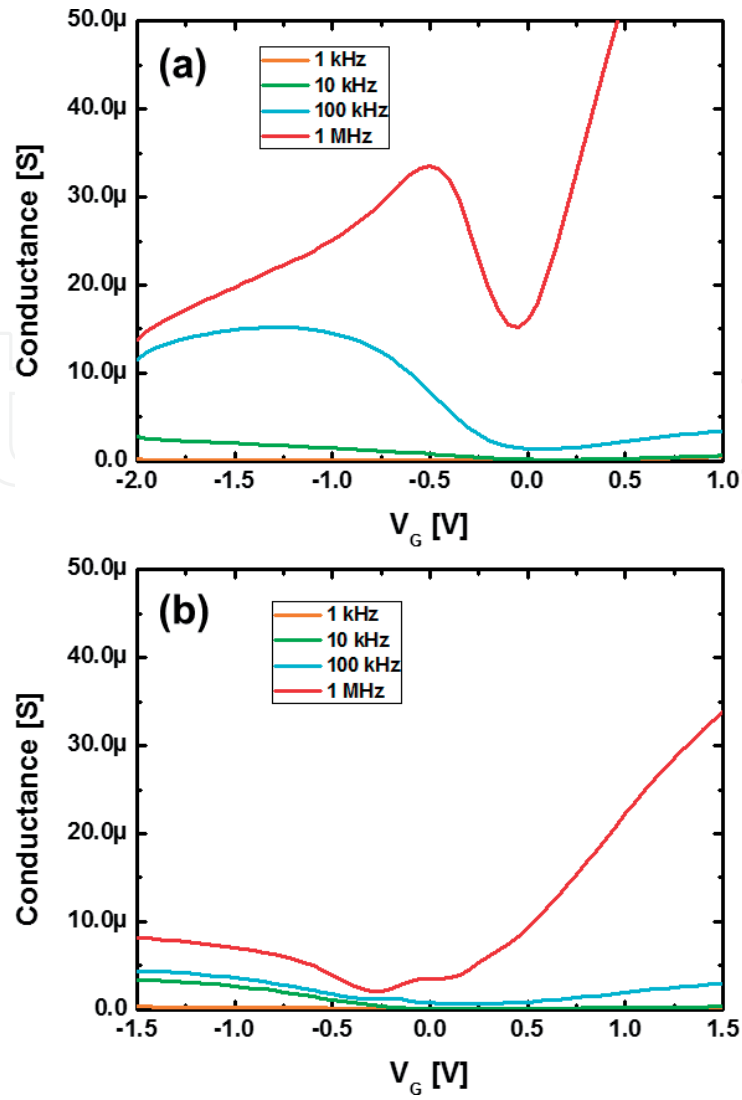 50.0µ
40.0µ
30.0µ
20.0µ
10.0µ
0.0
Conductance [S]
(a)
1 kHz
10 kHz
100 kHz
1 MHz
-2.0 -1.5 -1.0 -0.5 0.0 0.5 1.0
V_G [V]
50.0µ
40.0µ
30.0µ
20.0µ
10.0µ
0.0
Conductance [S]
(b)
1 kHz
10 kHz
100 kHz
1 MHz
-1.5 -1.0 -0.5 0.0 0.5 1.0 1.5
V_G [V]